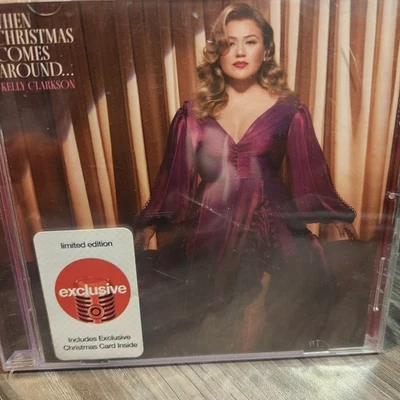 HEN
CHRISTMAS
COMES
AROUND...
KELLY CLARKSON
limited edition
exclusive
Includes Exclusive
Christmas Card Inside